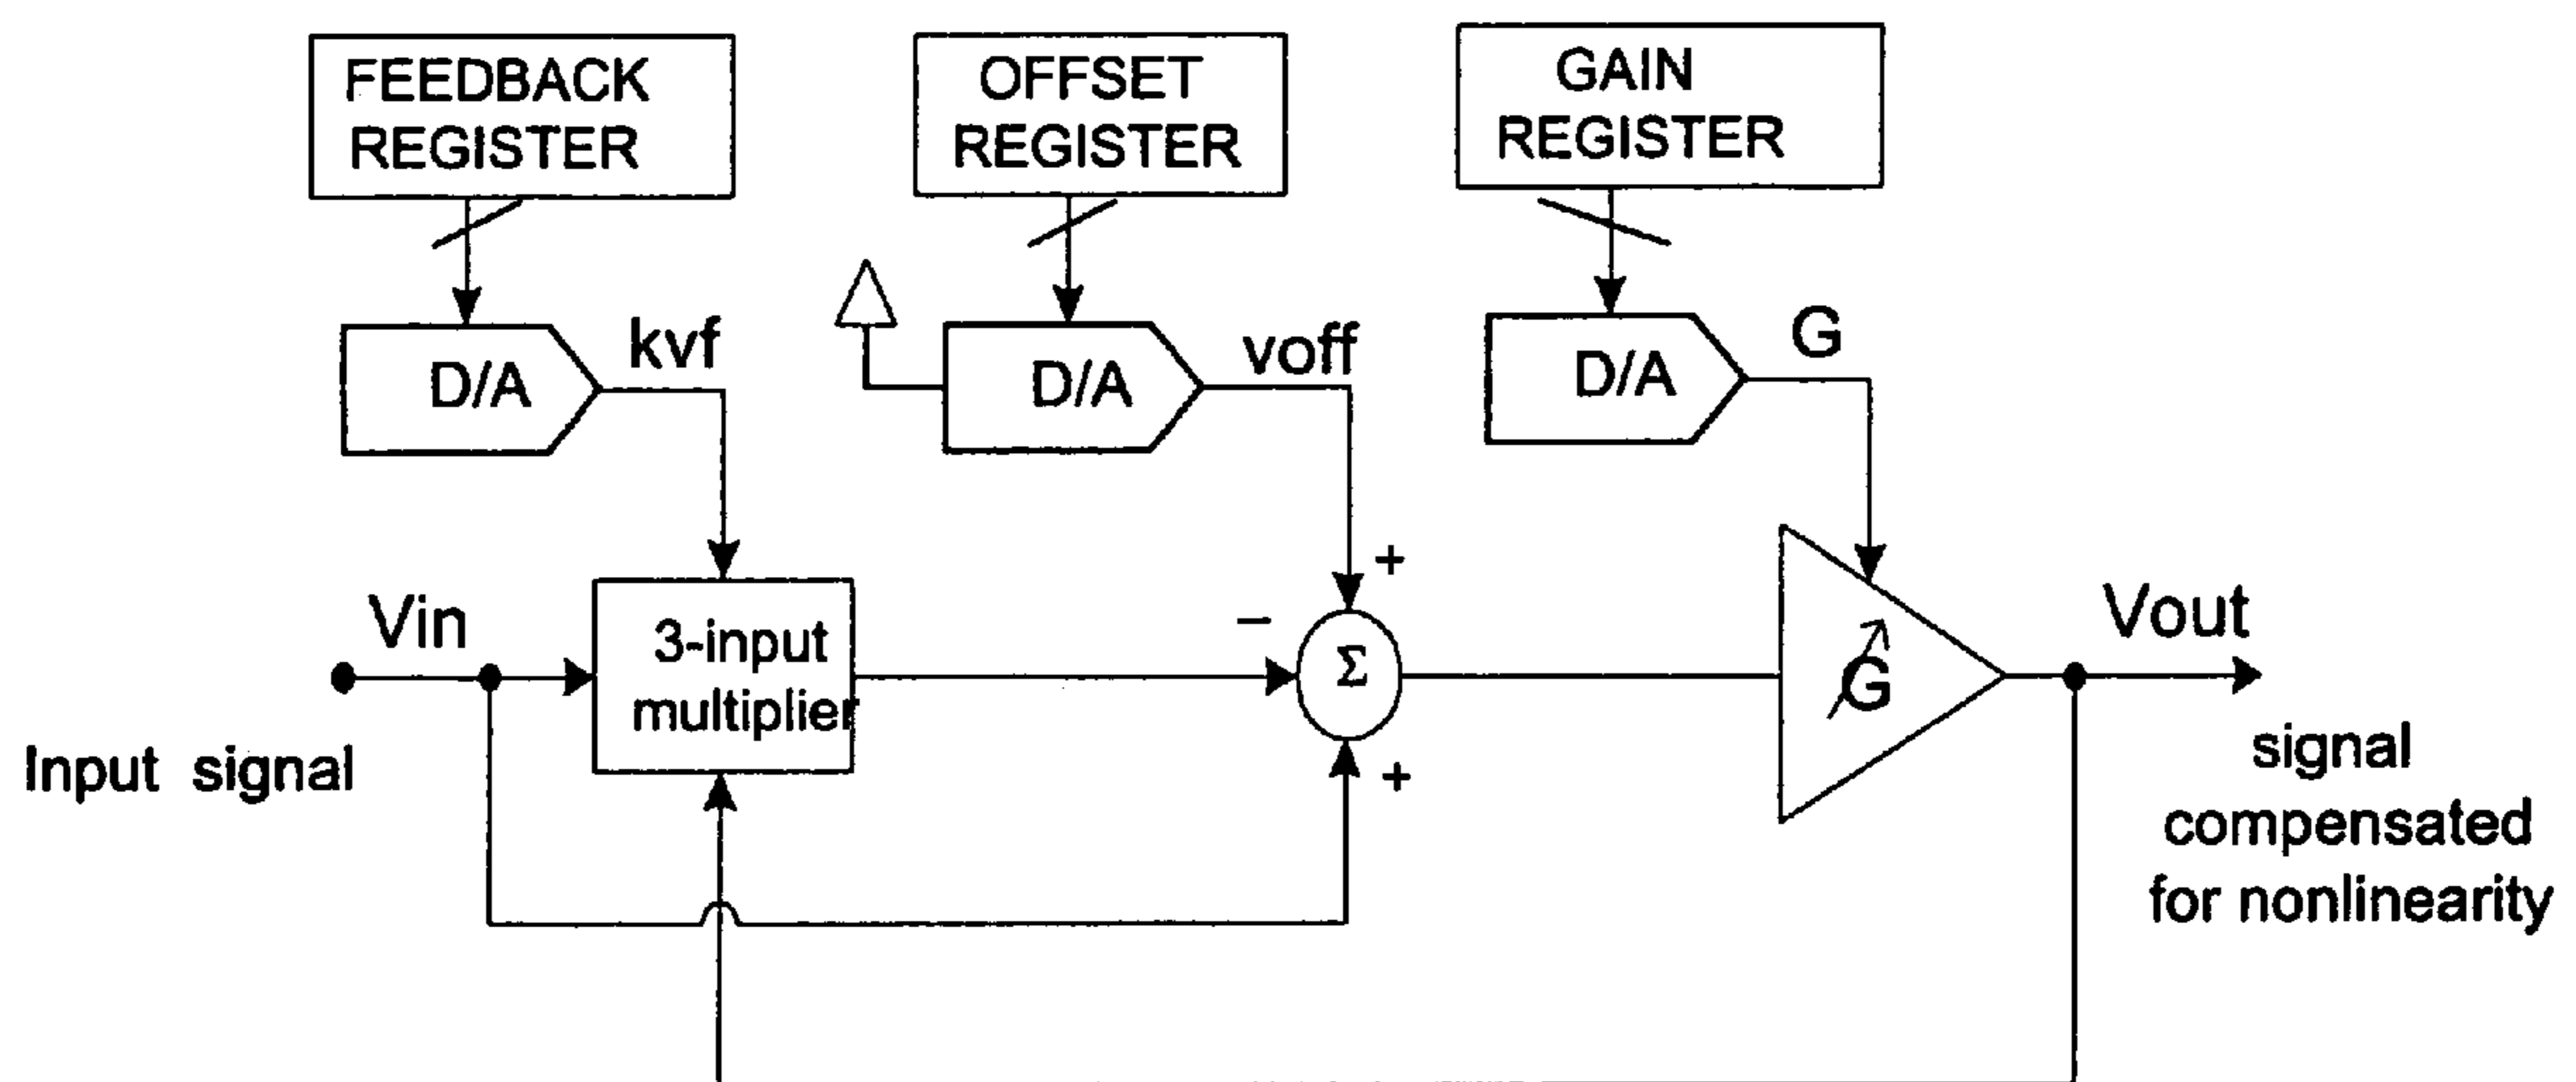 FEEDBACK
REGISTER
OFFSET
REGISTER
GAIN
REGISTER
D/A
kvf
D/A
voff
D/A
G
+
Vin
3-input
multiplier
−
Σ
+
G
Vout
Input signal
signal
compensated
for nonlinearity